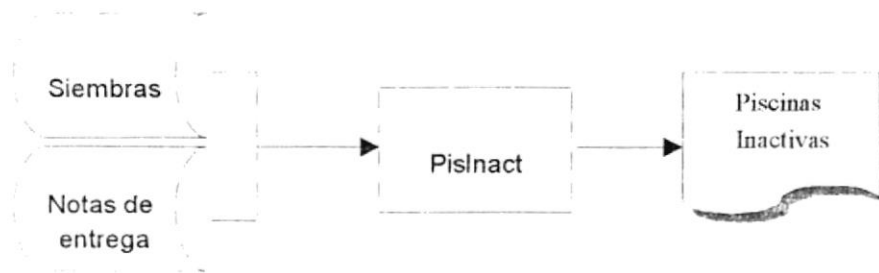 Siembras
Notas de
entrega
PisInact
Piscinas
Inactivas